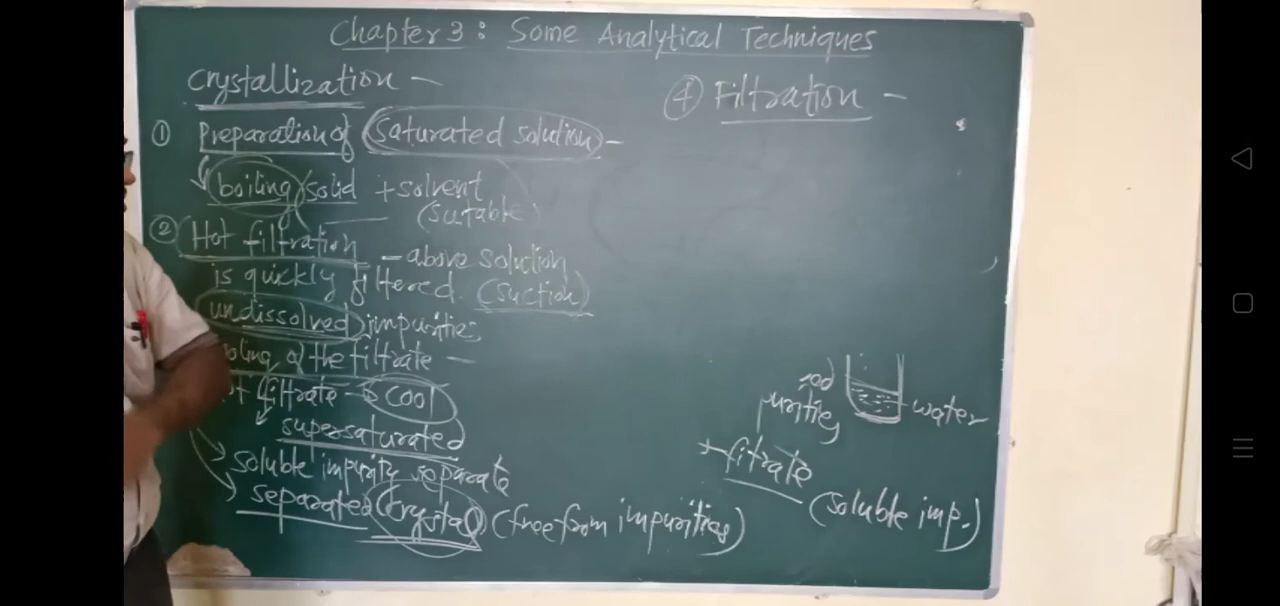 Chapter 3 : Some Analytical Techniques
Crystallization -
① Preparation of Saturated solution -
boiling solid + solvent
(suitable)
② Hot filtration - above solution
is quickly filtered. (suction)
undissolved impurities
of the filtrate -
filtrate → cool
supersaturated
soluble impurity separate
separated crystal (free from impurities)
④ Filtration -
water
filtrate
(soluble imp.)